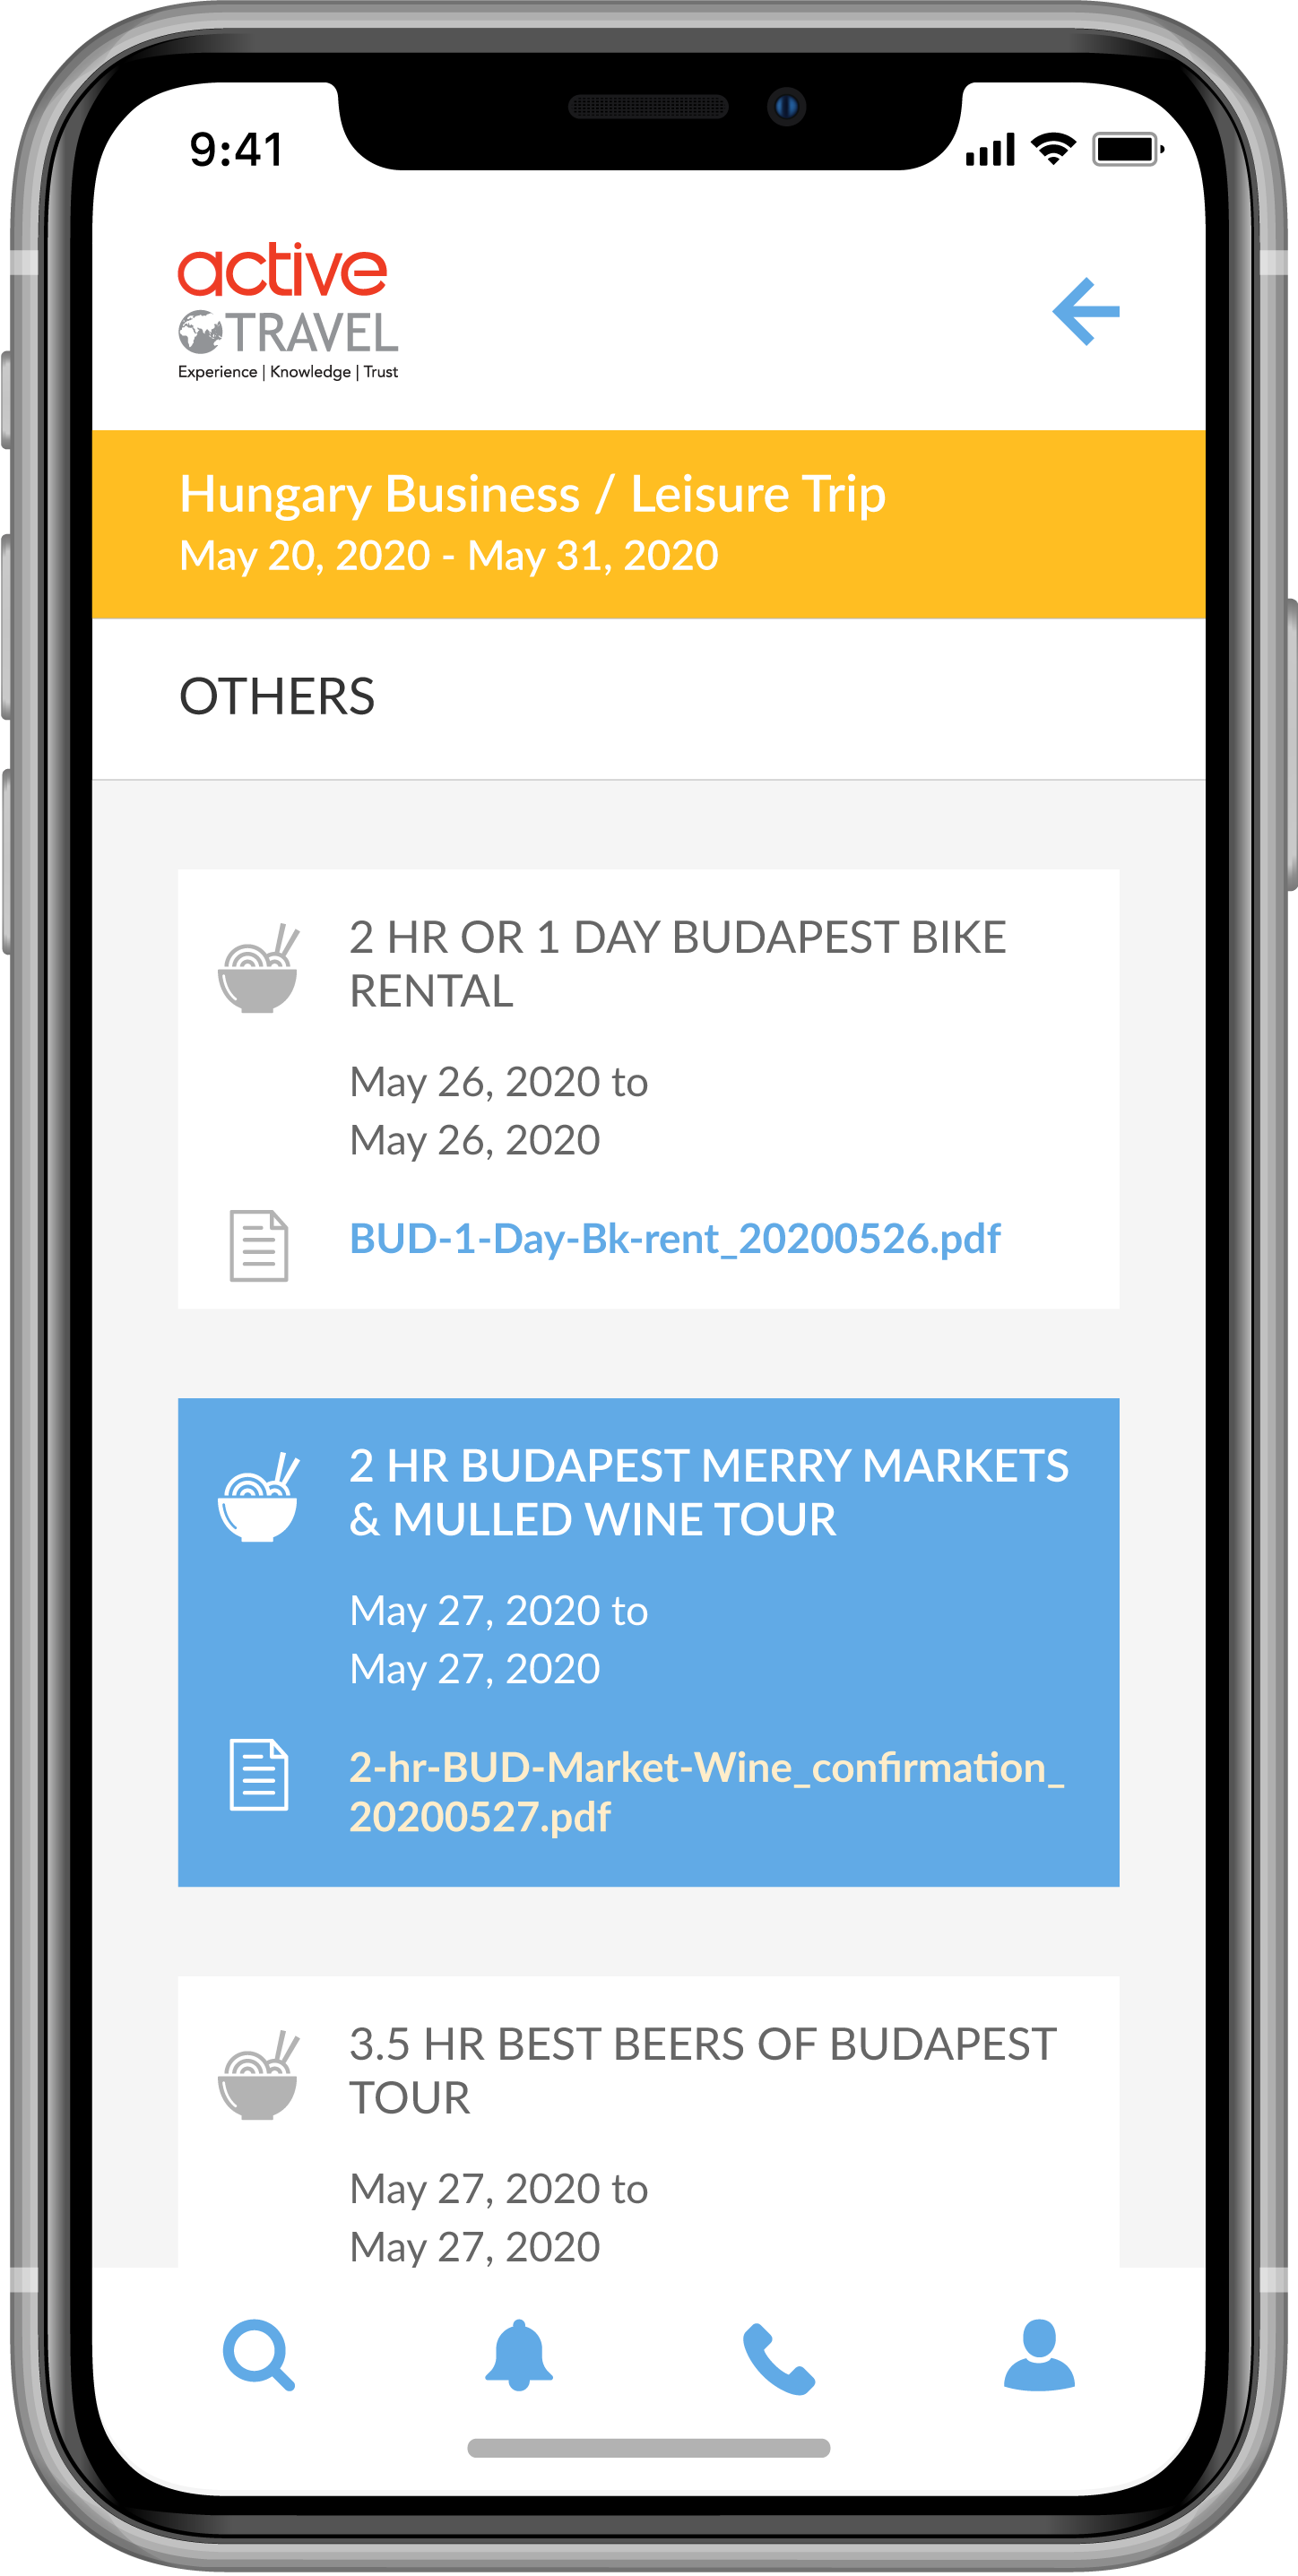 9:41
active
TRAVEL
Experience | Knowledge | Trust
Hungary Business / Leisure Trip
May 20, 2020 - May 31, 2020
OTHERS
2 HR OR 1 DAY BUDAPEST BIKE
RENTAL
May 26, 2020 to
May 26, 2020
BUD-1-Day-Bk-rent_20200526.pdf
2 HR BUDAPEST MERRY MARKETS
& MULLED WINE TOUR
May 27, 2020 to
May 27, 2020
2-hr-BUD-Market-Wine_confirmation_
20200527.pdf
3.5 HR BEST BEERS OF BUDAPEST
TOUR
May 27, 2020 to
May 27, 2020